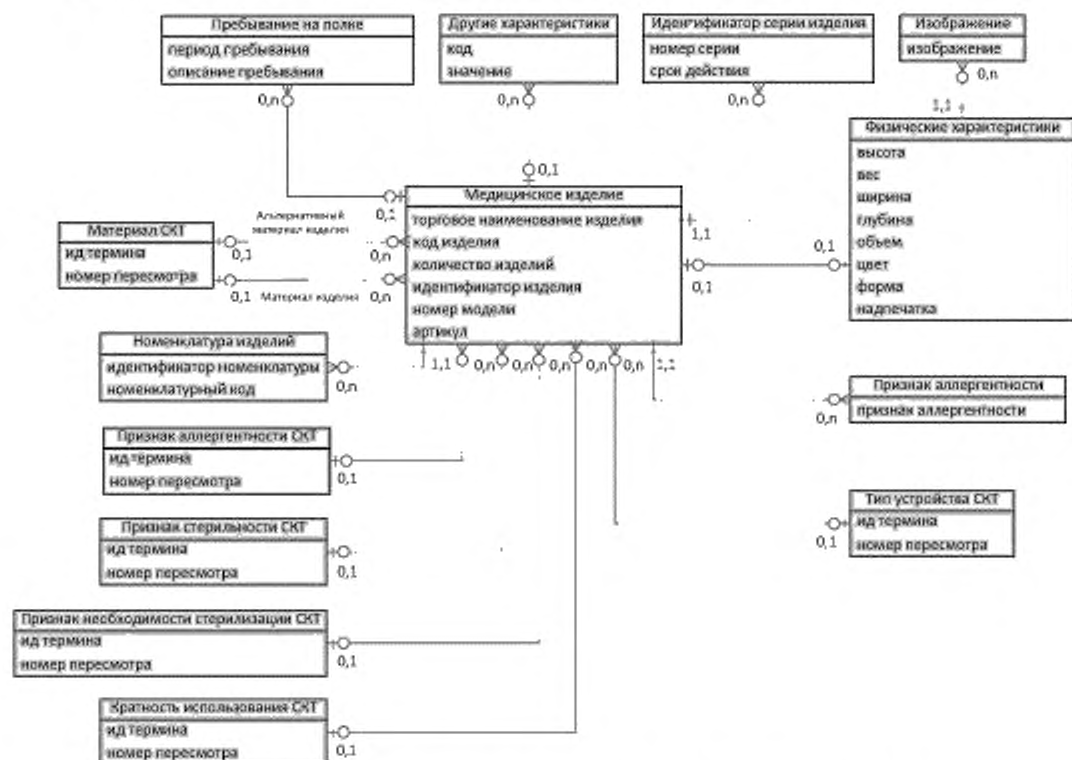 Пребывание на полке
период пребывания
описание пребывания
0,n
Другие характеристики
код
значение
0,n
Идентификатор серии изделия
номер серии
срок действия
0,n
Изображение
изображение
0,n
1,1
Физические характеристики
высота
вес
ширина
глубина
объем
цвет
форма
надпечатка
0,1
0,1
Медицинское изделие
торговое наименование изделия
код изделия
количество изделий
идентификатор изделия
номер модели
артикул
0,1
1,1
0,1
Альтернативный
материал изделия
Материал СКТ
ид термина
номер пересмотра
0,1
0,n
0,1
Материал изделия
0,n
1,1
0,n
0,n
0,n
0,n
1,1
Номенклатура изделий
идентификатор номенклатуры
номенклатурный код
0,n
Признак аллергентности
признак аллергентности
0,n
Признак аллергентности СКТ
ид термина
номер пересмотра
0,1
Тип устройства СКТ
ид термина
номер пересмотра
0,1
Признак стерильности СКТ
ид термина
номер пересмотра
0,1
Признак необходимости стерилизации СКТ
ид термина
номер пересмотра
0,1
Кратность использования СКТ
ид термина
номер пересмотра
0,1